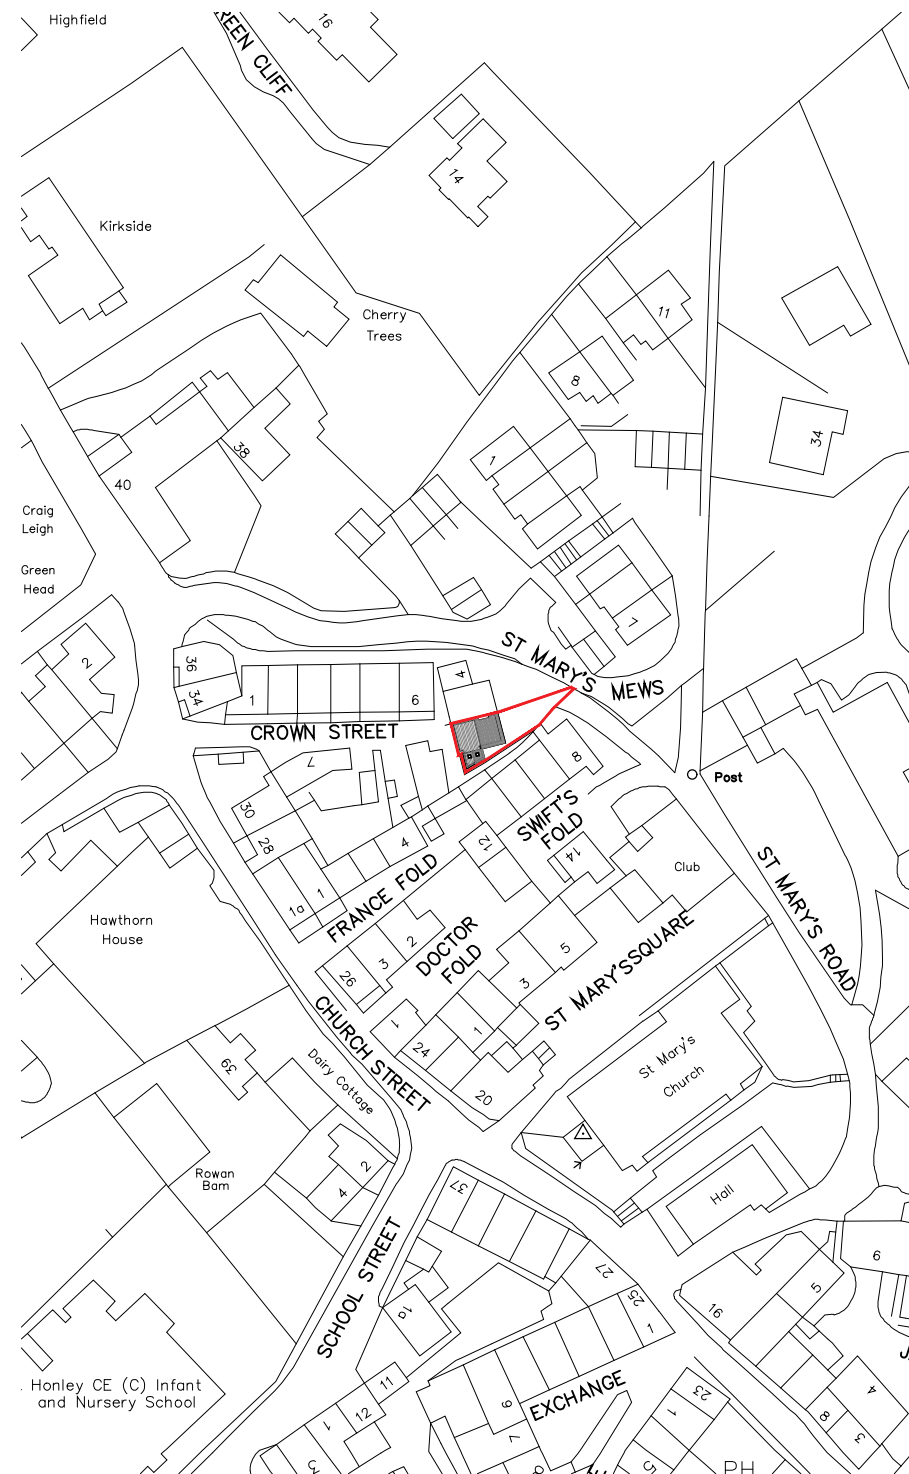 Highfield
16
REEN CLIFF
14
Kirkside
Cherry
Trees
11
8
38
34
1
40
Craig
Leigh
Green
Head
1
2
36
34
1
6
4
ST MARY'S MEWS
CROWN STREET
7
8
Post
30
28
SWIFT'S
FOLD
12
14
4
1
1a
FRANCE FOLD
Club
ST MARY'S ROAD
Hawthorn
House
26
3
2
DOCTOR
FOLD
5
3
1
ST MARY'S SQUARE
1
24
20
CHURCH STREET
St Mary's
Church
39
Dairy Cottage
Rowan
Barn
2
4
37
Hall
SCHOOL STREET
27
25
1
1a
6
5
16
. Honley CE (C) Infant
and Nursery School
11
12
1
3
9
7
EXCHANGE
23
1
5
PH
4
8
3
J